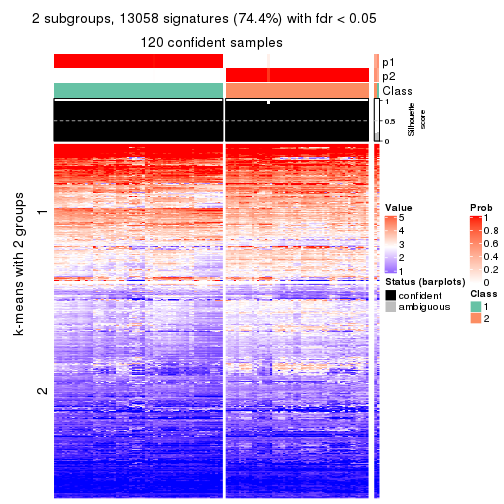 2 subgroups, 13058 signatures (74.4%) with fdr < 0.05
120 confident samples
p1
p2
Class
1
0.5
0
Silhouette
score
k-means with 2 groups
1
2
Value
5
4
3
2
1
Prob
1
0.8
0.6
0.4
0.2
0
Status (barplots)
confident
ambiguous
Class
1
2